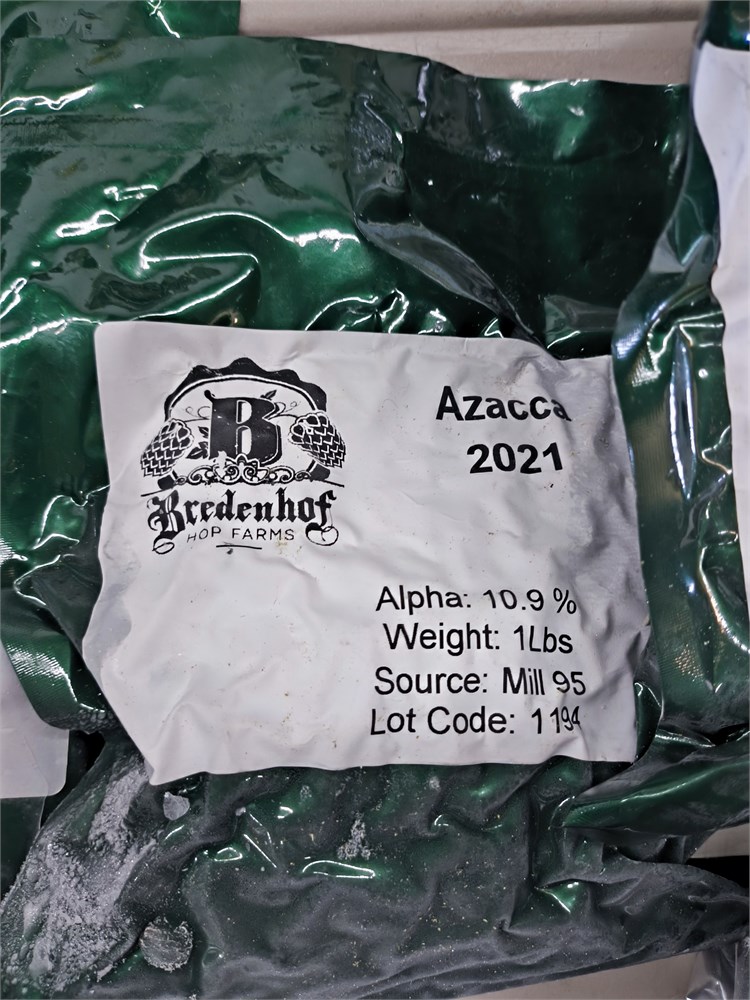 B
Bredenhof
HOP FARMS
Azacca
2021
Alpha: 10.9 %
Weight: 1Lbs
Source: Mill 95
Lot Code: 1194